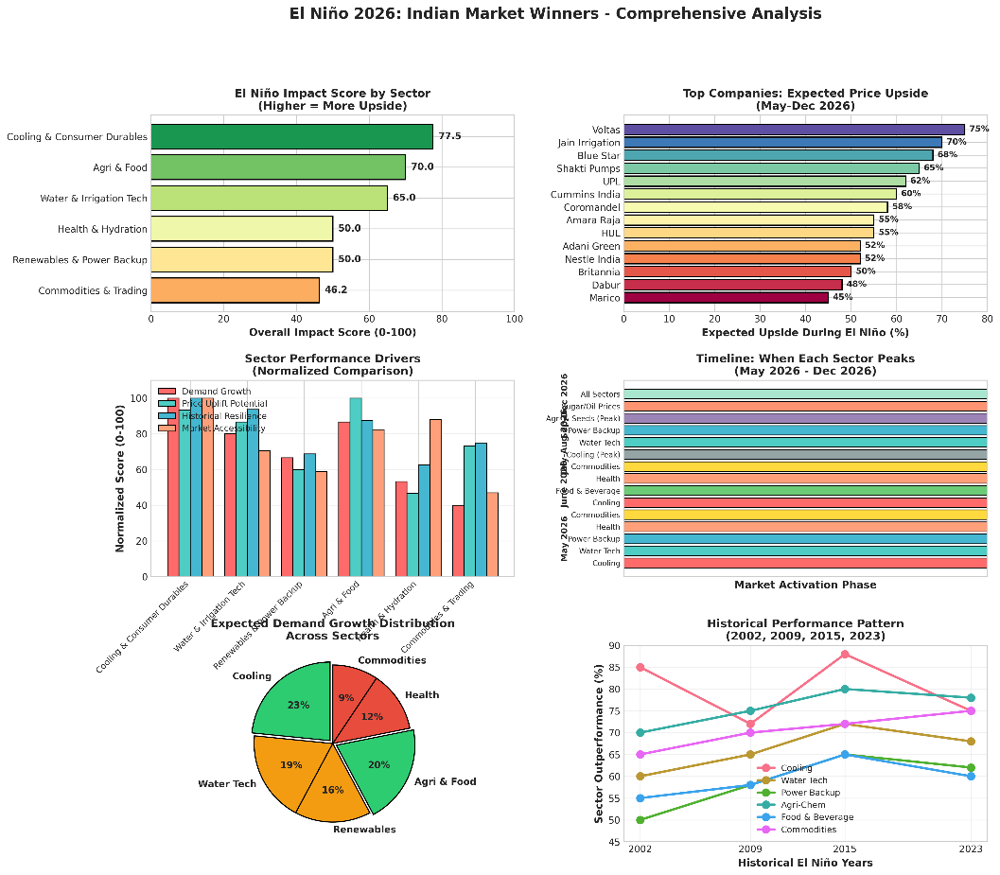 El Niño 2026: Indian Market Winners - Comprehensive Analysis
El Niño Impact Score by Sector
(Higher = More Upside)
Cooling & Consumer Durables
77.5
Agri & Food
70.0
Water & Irrigation Tech
65.0
Health & Hydration
50.0
Renewables & Power Backup
50.0
Commodities & Trading
46.2
0 20 40 60 80 100
Overall Impact Score (0-100)
Top Companies: Expected Price Upside
(May-Dec 2026)
Voltas
75%
Jain Irrigation
70%
Blue Star
68%
Shakti Pumps
65%
UPL
62%
Cummins India
60%
Coromandel
58%
Amara Raja
55%
HUL
55%
Adani Green
52%
Nestle India
52%
Britannia
50%
Dabur
48%
Marico
45%
0 10 20 30 40 50 60 70 80
Expected Upside During El Niño (%)
Sector Performance Drivers
(Normalized Comparison)
Demand Growth
Price Uplift Potential
Historical Resilience
Market Accessibility
Normalized Score (0-100)
100
80
60
40
20
0
Cooling & Consumer Durables
Water & Irrigation Tech
Renewables & Power Backup
Agri & Food
Health & Hydration
Commodities & Trading
Timeline: When Each Sector Peaks
(May 2026 - Dec 2026)
All Sectors
Sugar/Oil Prices
(Peak)
Power Backup
Water Tech
Cooling (Peak)
Commodities
Health
Food & Beverage
Cooling
Commodities
Health
Power Backup
Water Tech
Cooling
May 2026
June 2026
Market Activation Phase
Expected Demand Growth Distribution
Across Sectors
Cooling
23%
Water Tech
19%
Renewables
16%
Agri & Food
20%
Health
12%
Commodities
9%
Historical Performance Pattern
(2002, 2009, 2015, 2023)
Sector Outperformance (%)
90
85
80
75
70
65
60
55
50
45
Cooling
Water Tech
Power Backup
Agri-Chem
Food & Beverage
Commodities
2002 2009 2015 2023
Historical El Niño Years